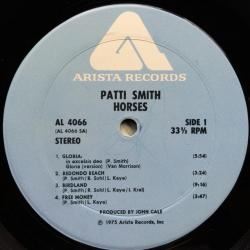 ARISTA RECORDS
PATTI SMITH
HORSES
AL 4066
(AL 4066 SA)
STEREO
SIDE 1
33⅓ RPM
1. GLORIA: (5:54)
in excelsis deo (P. Smith)
Gloria (version) (Van Morrison)
2. REDONDO BEACH (3:24)
(P. Smith/R. Sohl/L. Kaye)
3. BIRDLAND (9:16)
(P. Smith/R. Sohl/L. Kaye/I. Kral)
4. FREE MONEY (3:47)
(P. Smith/L. Kaye)
PRODUCED BY JOHN CALE
℗ 1975 Arista Records, Inc.